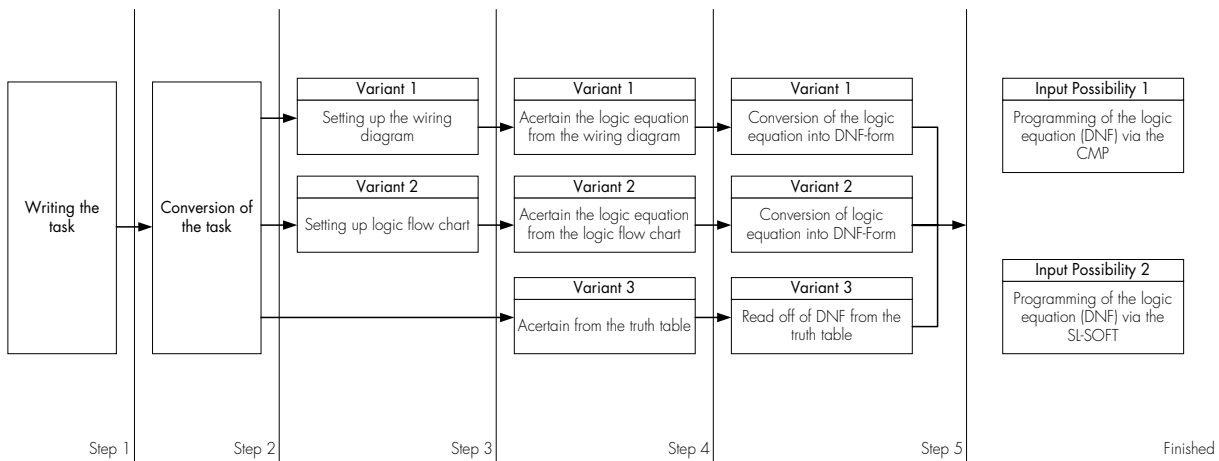 Writing the
task
Step 1
Conversion of
the task
Step 2
Variant 1
Setting up the wiring
diagram
Variant 2
Setting up logic flow chart
Step 3
Variant 1
Acertain the logic equation
from the wiring diagram
Variant 2
Acertain the logic equation
from the logic flow chart
Variant 3
Acertain from the truth table
Step 4
Variant 1
Conversion of the logic
equation into DNF-form
Variant 2
Conversion of logic
equation into DNF-Form
Variant 3
Read off of DNF from the
truth table
Step 5
Input Possibility 1
Programming of the logic
equation (DNF) via the
CMP
Input Possibility 2
Programming of the logic
equation (DNF) via the
SL-SOFT
Finished